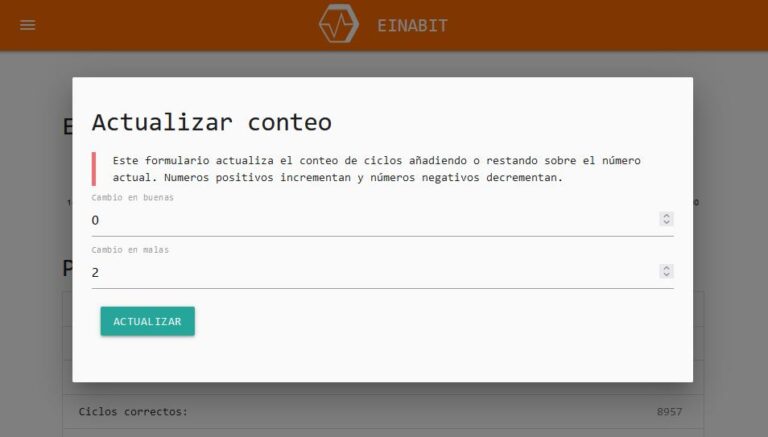 EINABIT
Actualizar conteo
Este formulario actualiza el conteo de ciclos añadiendo o restando sobre el número
actual. Numeros positivos incrementan y números negativos decrementan.
Cambio en buenas
0
Cambio en malas
2
ACTUALIZAR
Ciclos correctos: 8957